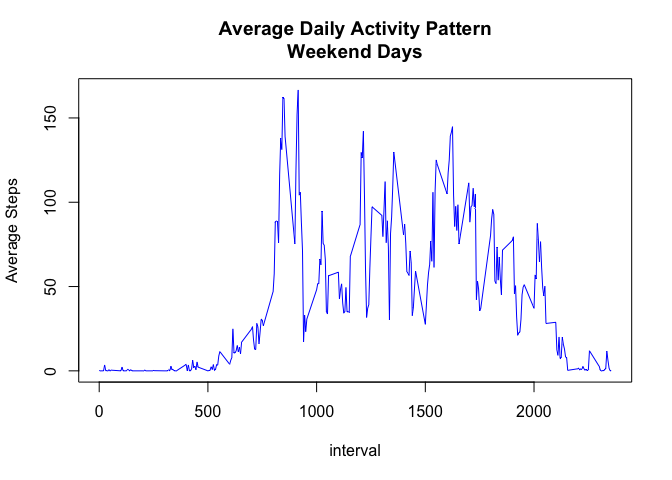 Average Daily Activity Pattern
Weekend Days
Average Steps
150
100
50
0
0 500 1000 1500 2000
interval